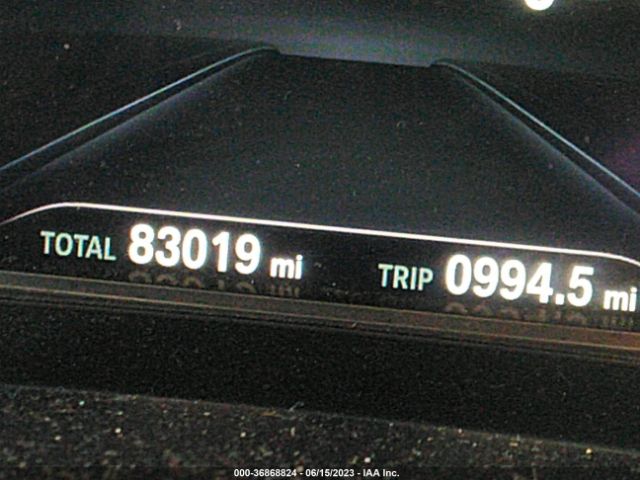 TOTAL 83019 mi TRIP 0994.5 mi
000-36868824 - 06/15/2023 - IAA Inc.